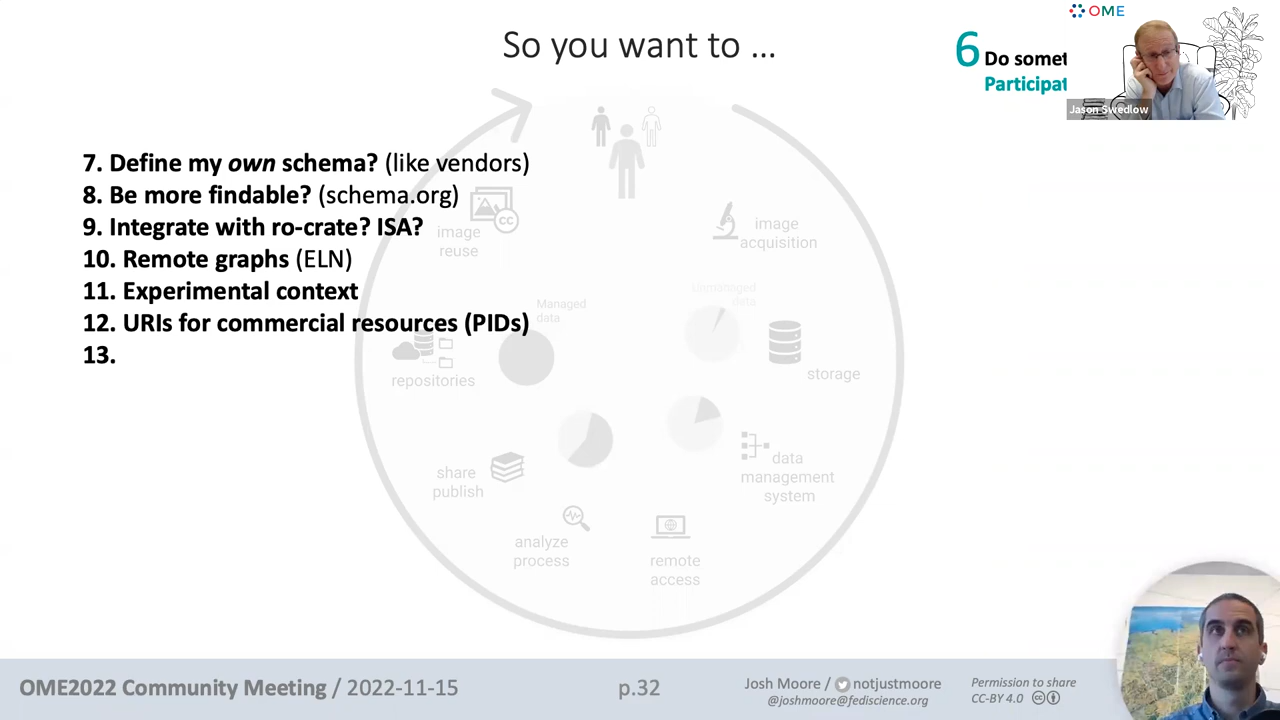 OME
So you want to ...
6 Do somet
Participat
Jason Swedlow
7. Define my own schema? (like vendors)
8. Be more findable? (schema.org)
9. Integrate with ro-crate? ISA?
10. Remote graphs (ELN)
11. Experimental context
12. URIs for commercial resources (PIDs)
13.
cc
image
reuse
image
acquisition
Managed
data
Unmanaged
data
repositories
storage
share
publish
data
management
system
analyze
process
remote
access
OME2022 Community Meeting / 2022-11-15
p.32
Josh Moore / notjustmoore
@joshmoore@fediscience.org
Permission to share
CC-BY 4.0